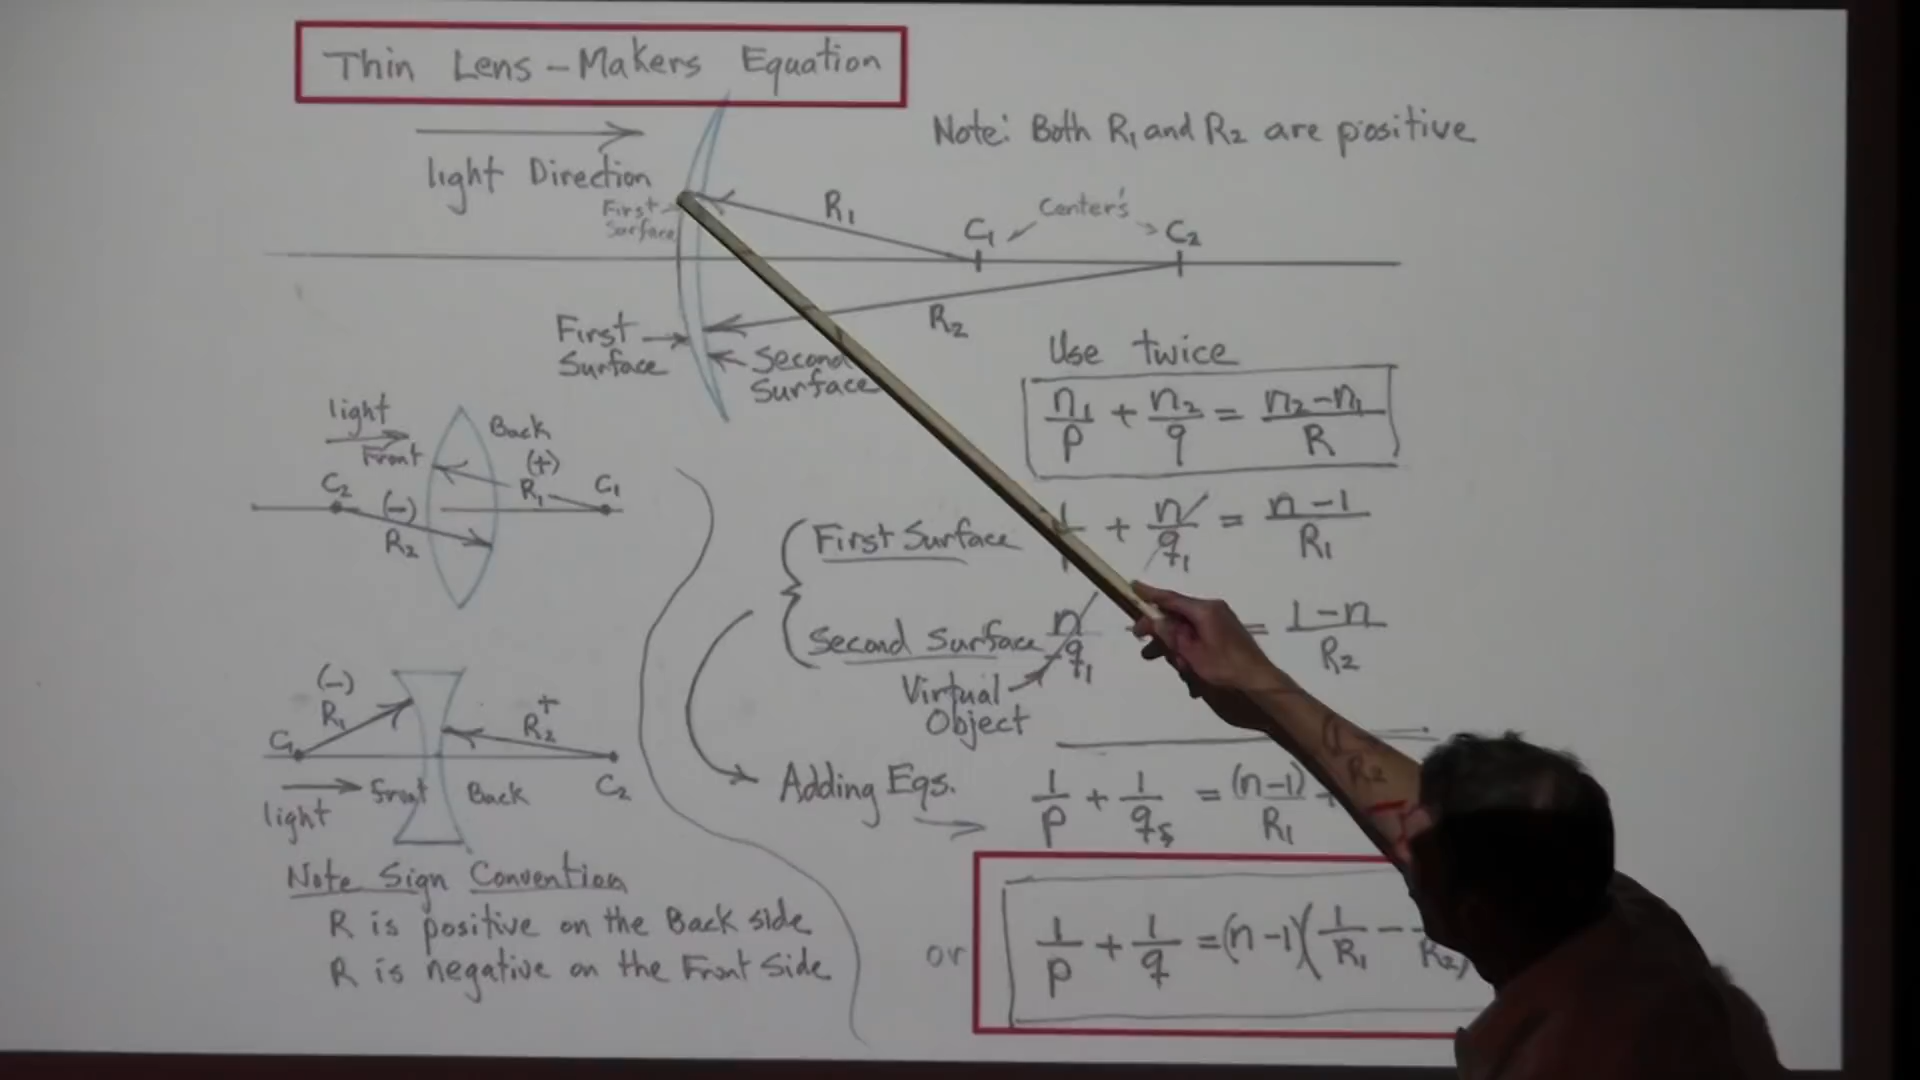 Thin Lens - Makers Equation
Note: Both R₁ and R₂ are positive
light Direction
First
Surface
R₁
Center's
C₁
C₂
R₂
First
Surface
Second
Surface
Use twice
n₁/p + n₂/q = n₂-n₁/R
light
Front
Back
(+)
R₁
C₁
C₂
(-)
R₂
First Surface
+ n/q₁ = n-1/R₁
Second Surface
n/-q₁ = 1-n/R₂
Virtual
Object
(-)
R₁
C₁
+
R₂
C₂
light
Front
Back
Adding Eqs.
1/p + 1/q = (n-1)/R₁ +
Note Sign Convention
R is positive on the Back side
R is negative on the Front Side
or
1/p + 1/q = (n-1)(1/R₁ - R₂)